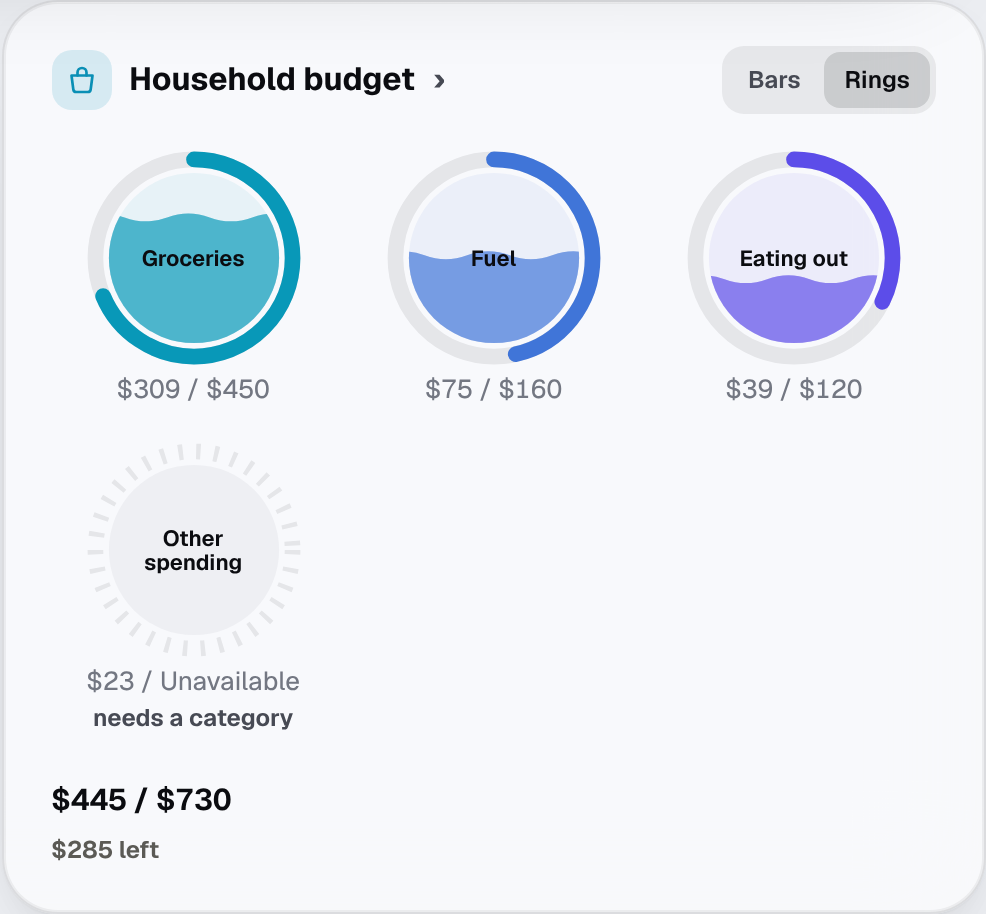 Household budget ›
Bars
Rings
Groceries
$309 / $450
Fuel
$75 / $160
Eating out
$39 / $120
Other
spending
$23 / Unavailable
needs a category
$445 / $730
$285 left